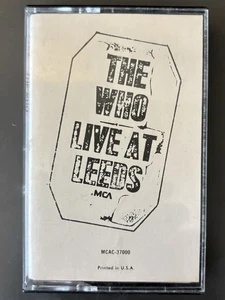 THE
WHO
LIVE AT
LEEDS
MCA
MCAC-37000
Printed in U.S.A.